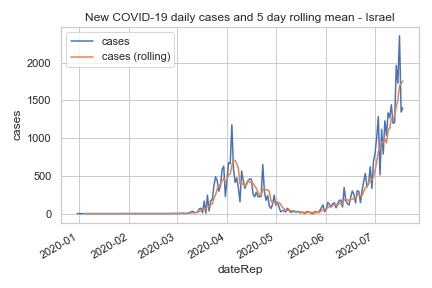 New COVID-19 daily cases and 5 day rolling mean - Israel
cases
cases (rolling)
cases
2000
1500
1000
500
0
2020-01
2020-02
2020-03
2020-04
2020-05
2020-06
2020-07
dateRep